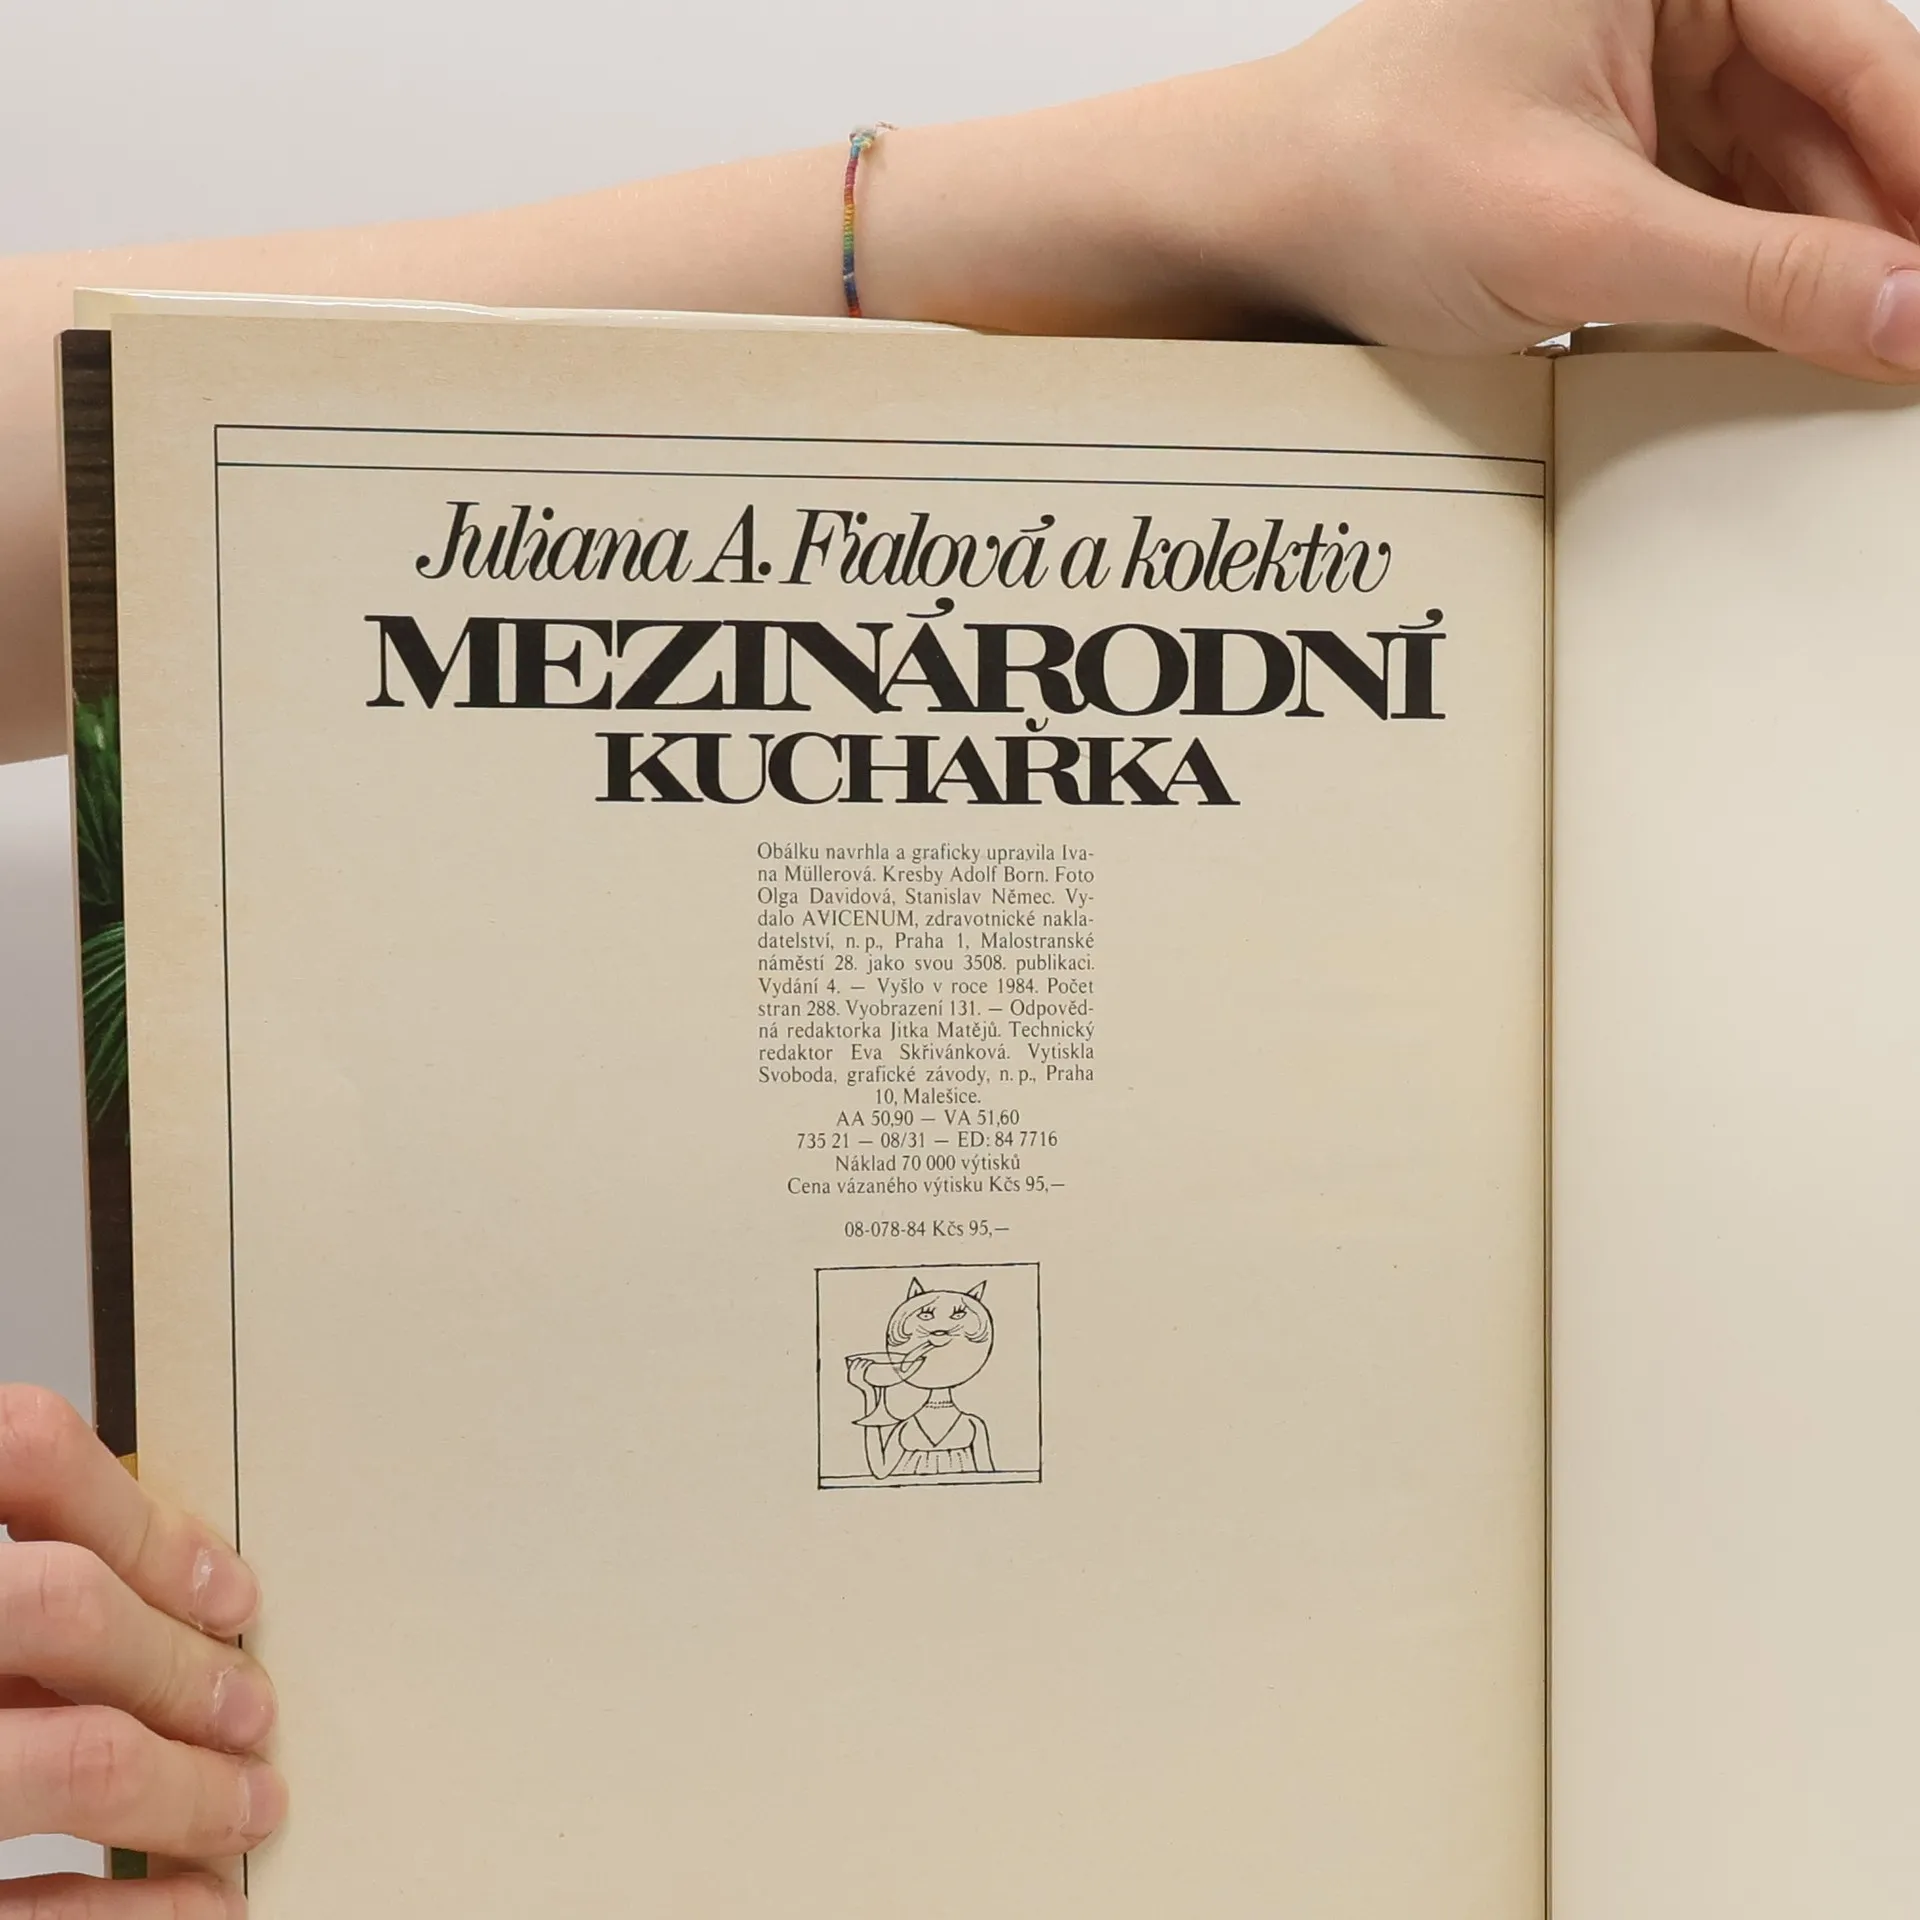 Juliana A. Fialová a kolektiv
MEZINÁRODNÍ
KUCHAŘKA
Obálku navrhla a graficky upravila Iva-
na Müllerová. Kresby Adolf Born. Foto
Olga Davidová, Stanislav Němec. Vy-
dalo AVICENUM, zdravotnické nakla-
datelství, n. p., Praha 1, Malostranské
náměstí 28. jako svou 3508. publikaci.
Vydání 4. — Vyšlo v roce 1984. Počet
stran 288. Vyobrazení 131. — Odpověd-
ná redaktorka Jitka Matějů. Technický
redaktor Eva Skřivánková. Vytiskla
Svoboda, grafické závody, n. p., Praha
10, Malešice.
AA 50,90 — VA 51,60
735 21 — 08/31 — ED: 84 7716
Náklad 70 000 výtisků
Cena vázaného výtisku Kčs 95,—
08-078-84 Kčs 95,—